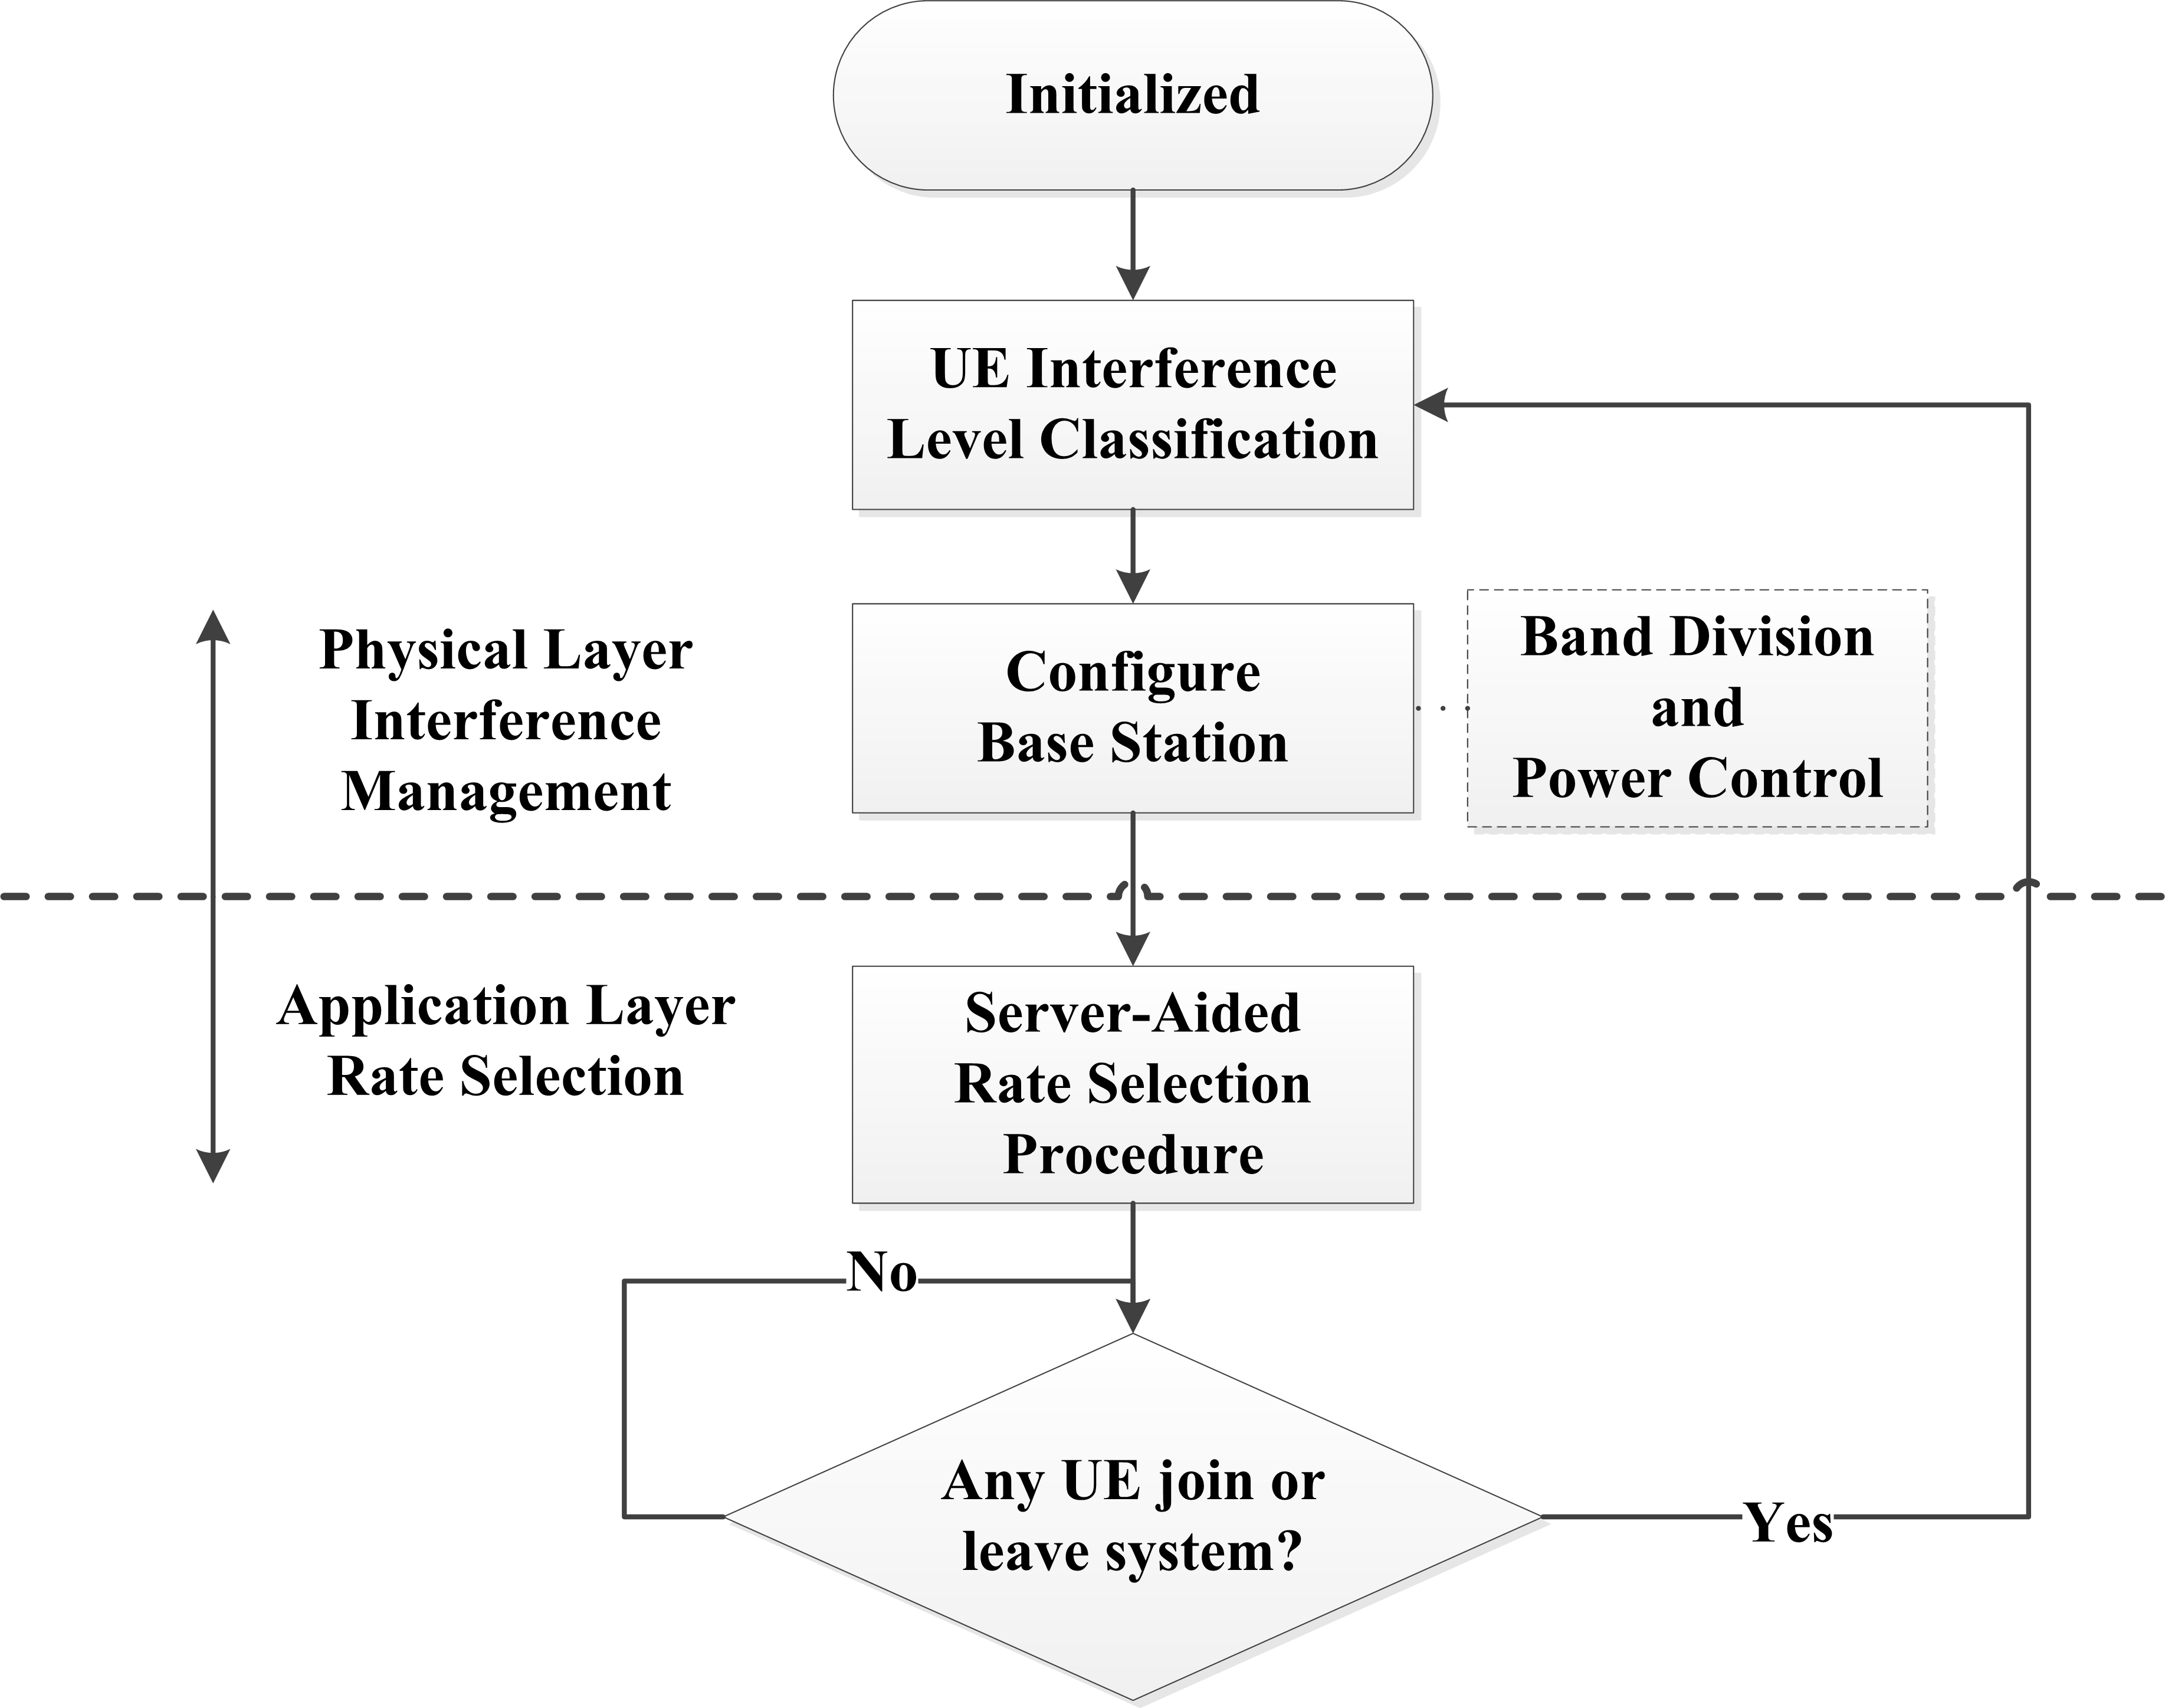 Initialized
UE Interference
Level Classification
Physical Layer
Interference
Management
Configure
Base Station
Band Division
and
Power Control
Application Layer
Rate Selection
Server-Aided
Rate Selection
Procedure
No
Any UE join or
leave system?
Yes